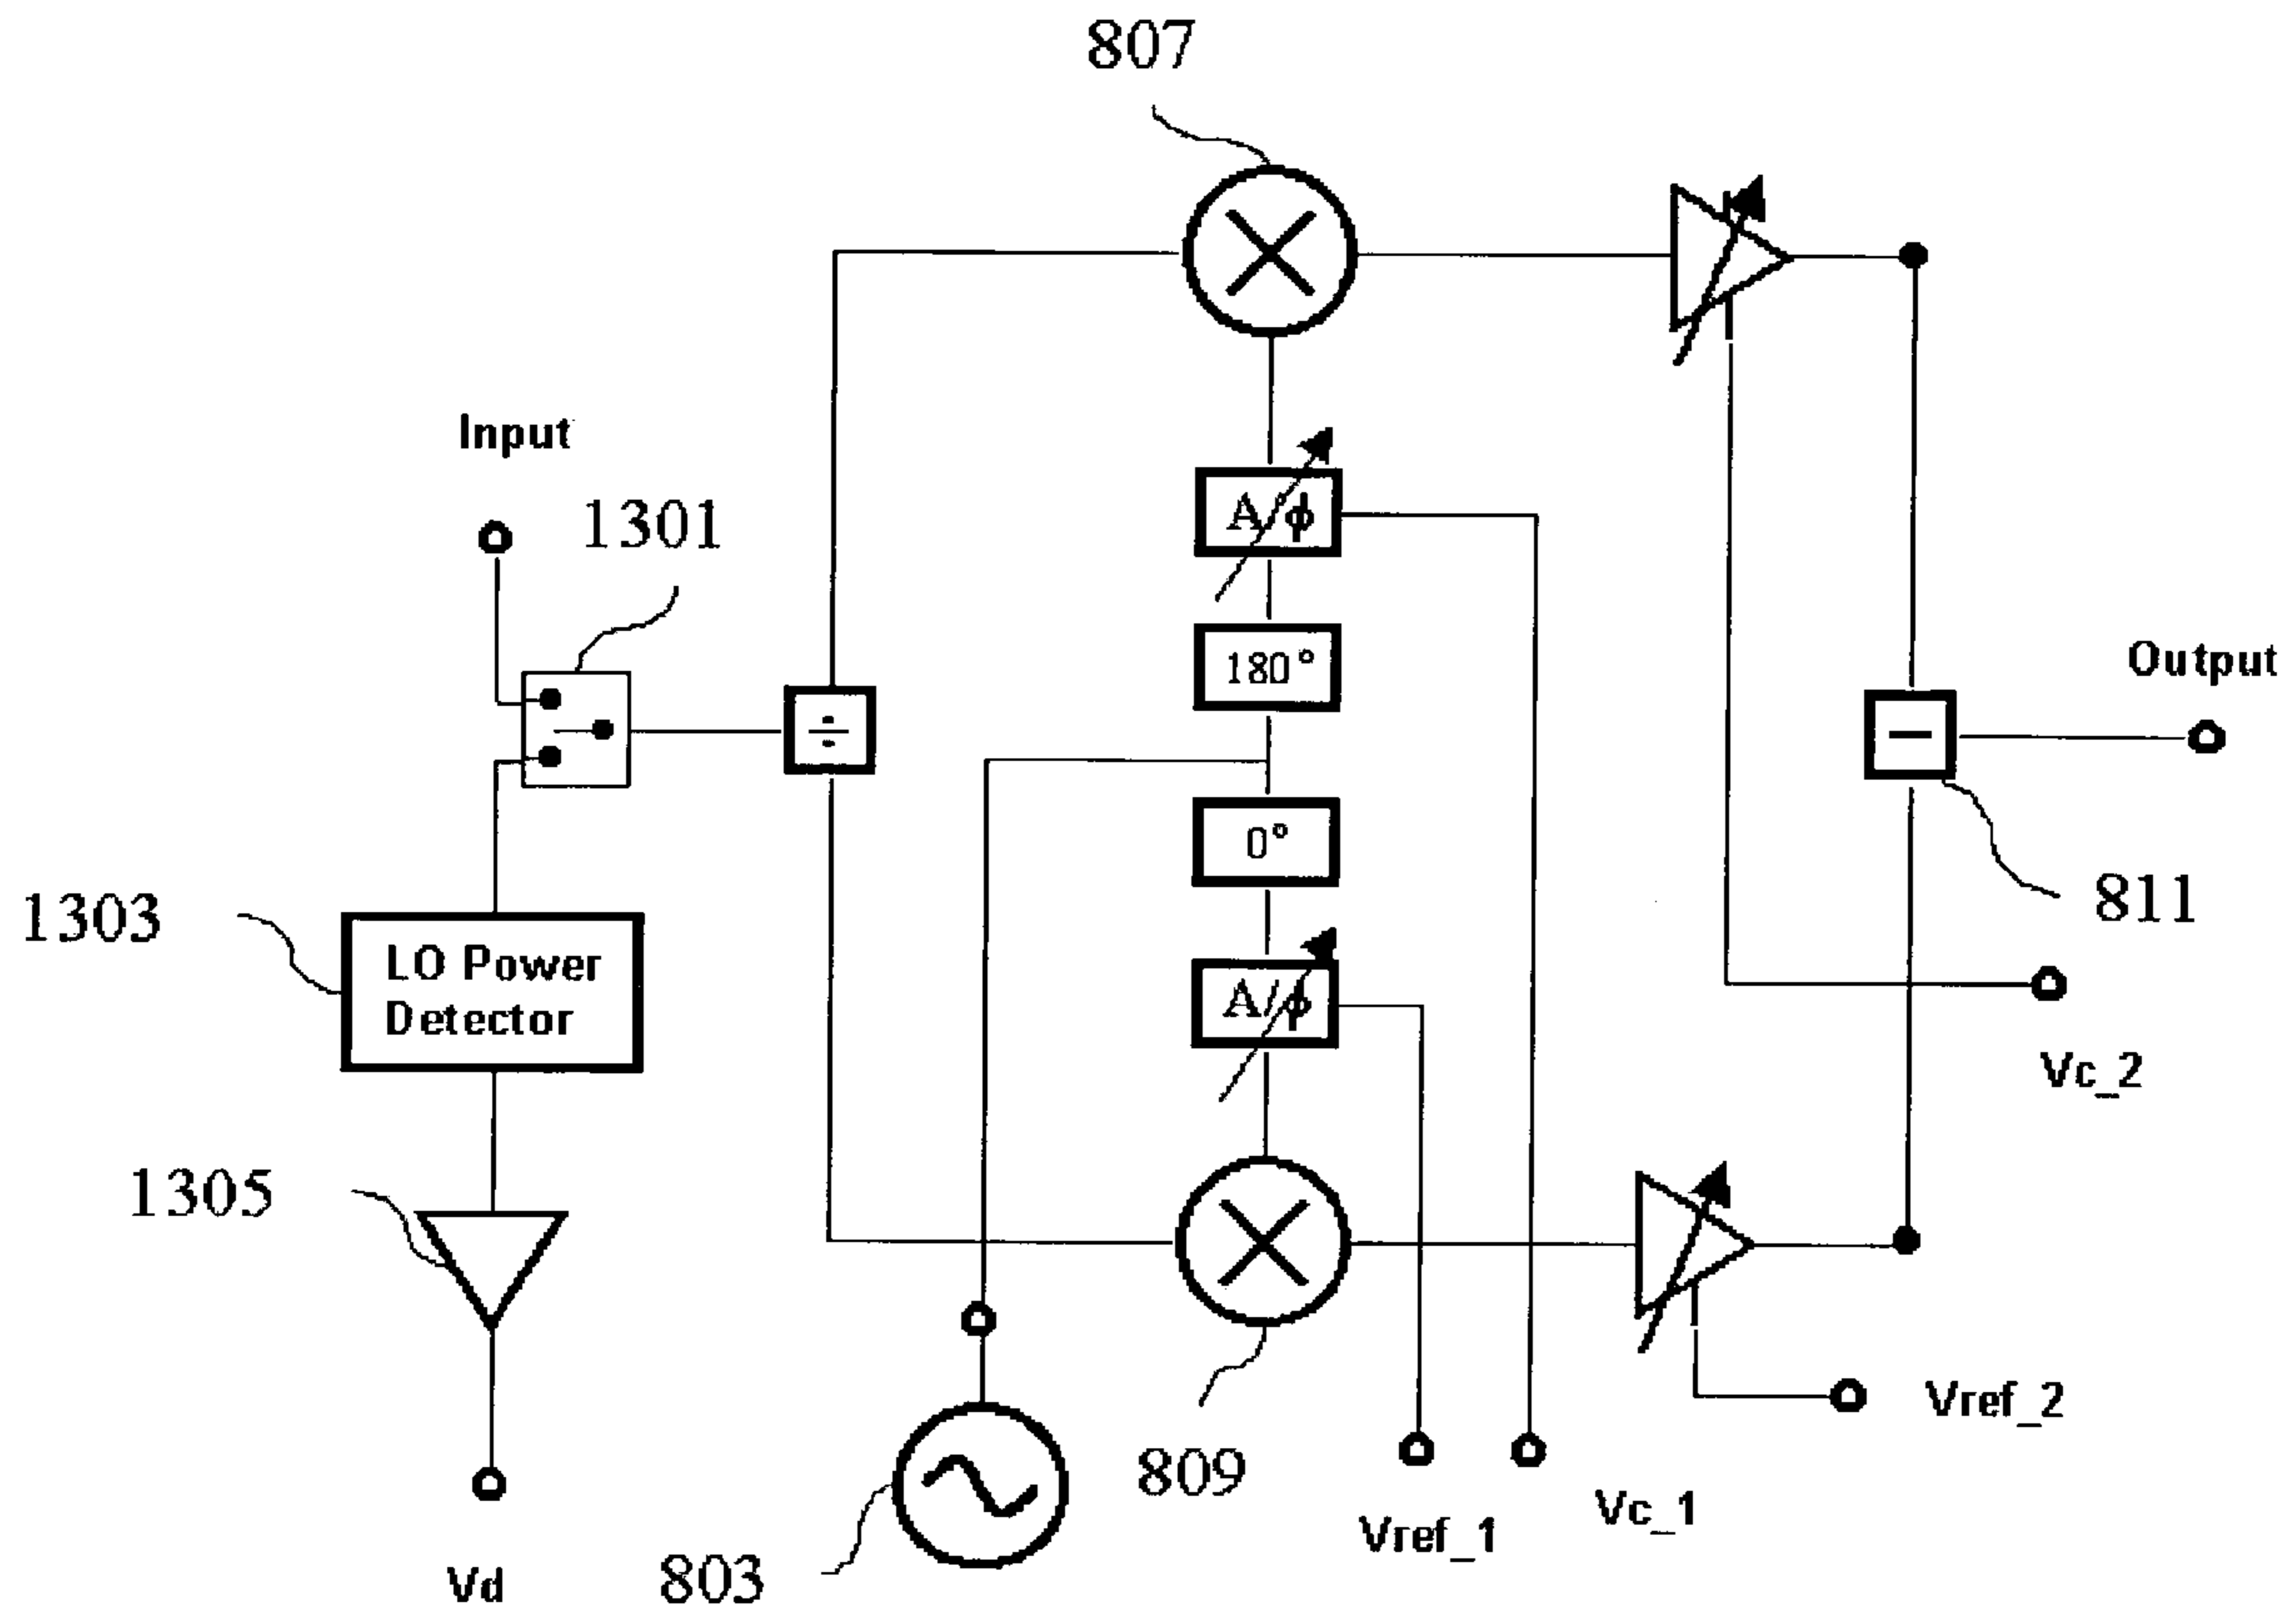 807
Input
1301
A/ϕ
180°
÷
Output
0°
811
1303
LO Power
Detector
A/ϕ
Vc_2
1305
Vref_2
809
Vref_1
Vc_1
Vd
803